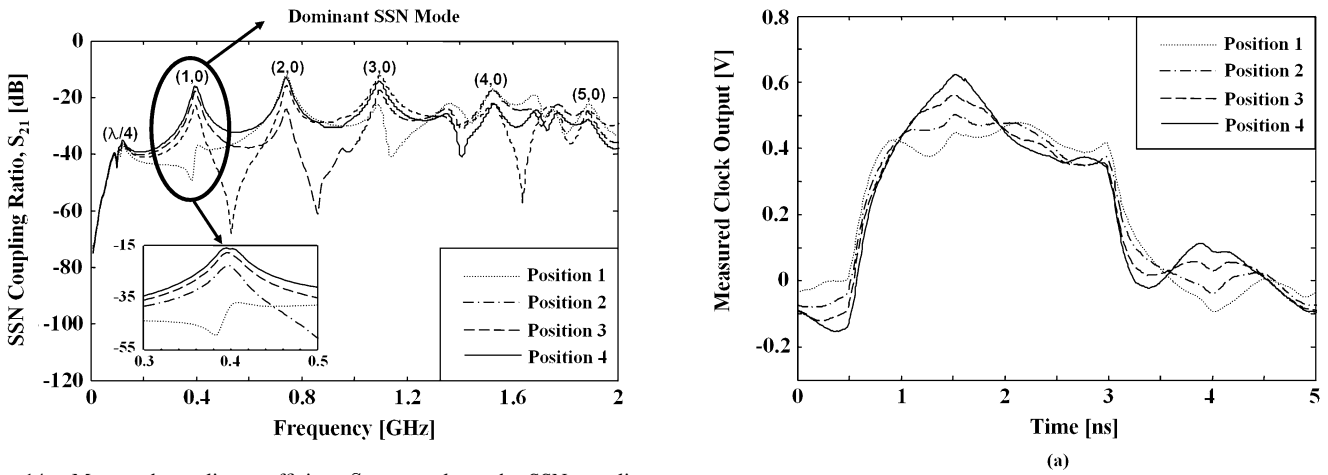 Dominant SSN Mode
0
-20
-40
-60
-80
-100
-120
SSN Coupling Ratio, S21 [dB]
(λ/4)
(1,0)
(2,0)
(3,0)
(4,0)
(5,0)
-15
-35
-55
0.3
0.4
0.5
Position 1
Position 2
Position 3
Position 4
0
0.4
0.8
1.2
1.6
2
Frequency [GHz]
0.8
0.6
0.4
0.2
0
-0.2
Measured Clock Output [V]
Position 1
Position 2
Position 3
Position 4
0
1
2
3
4
5
Time [ns]
(a)